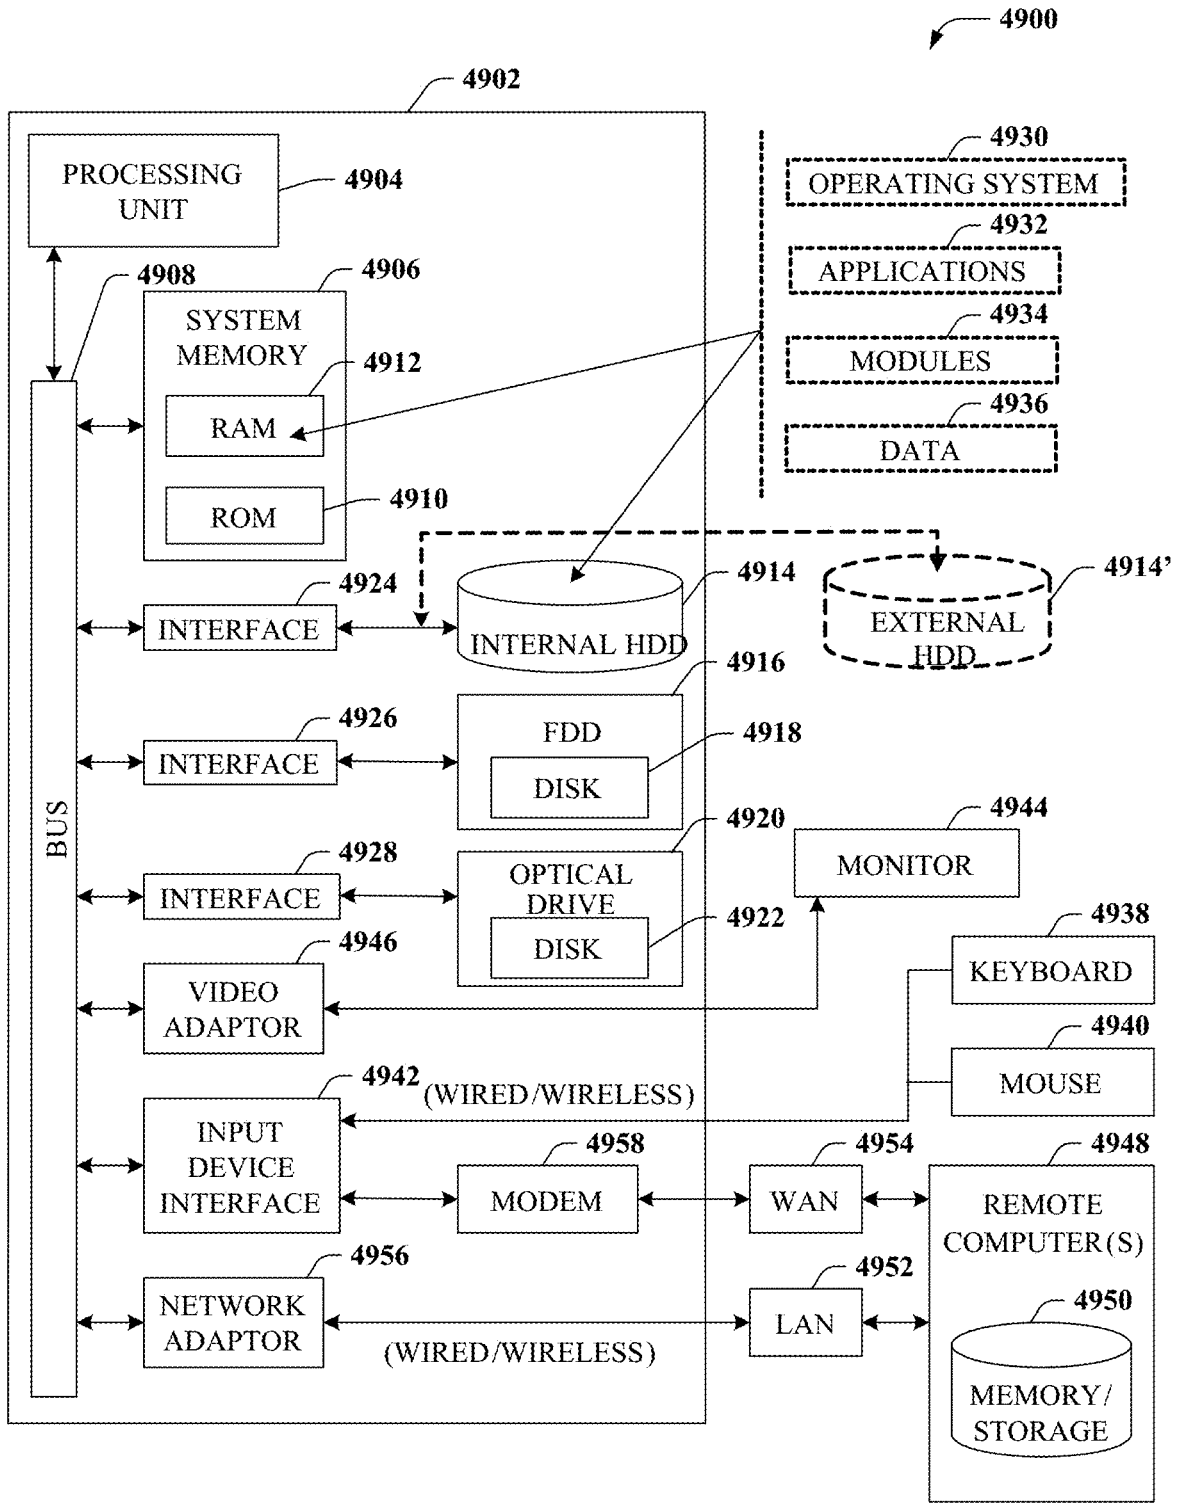 4900
4902
PROCESSING
UNIT
4904
4908
4906
SYSTEM
MEMORY
4912
RAM
4910
ROM
4930
OPERATING SYSTEM
4932
APPLICATIONS
4934
MODULES
4936
DATA
4924
INTERFACE
4914
INTERNAL HDD
4914’
EXTERNAL
HDD
4926
INTERFACE
4916
FDD
4918
DISK
BUS
4928
INTERFACE
4920
OPTICAL
DRIVE
4922
DISK
4944
MONITOR
4946
VIDEO
ADAPTOR
4938
KEYBOARD
4940
MOUSE
4942
INPUT
DEVICE
INTERFACE
(WIRED/WIRELESS)
4958
MODEM
4954
WAN
4948
REMOTE
COMPUTER(S)
4956
NETWORK
ADAPTOR
(WIRED/WIRELESS)
4952
LAN
4950
MEMORY/
STORAGE